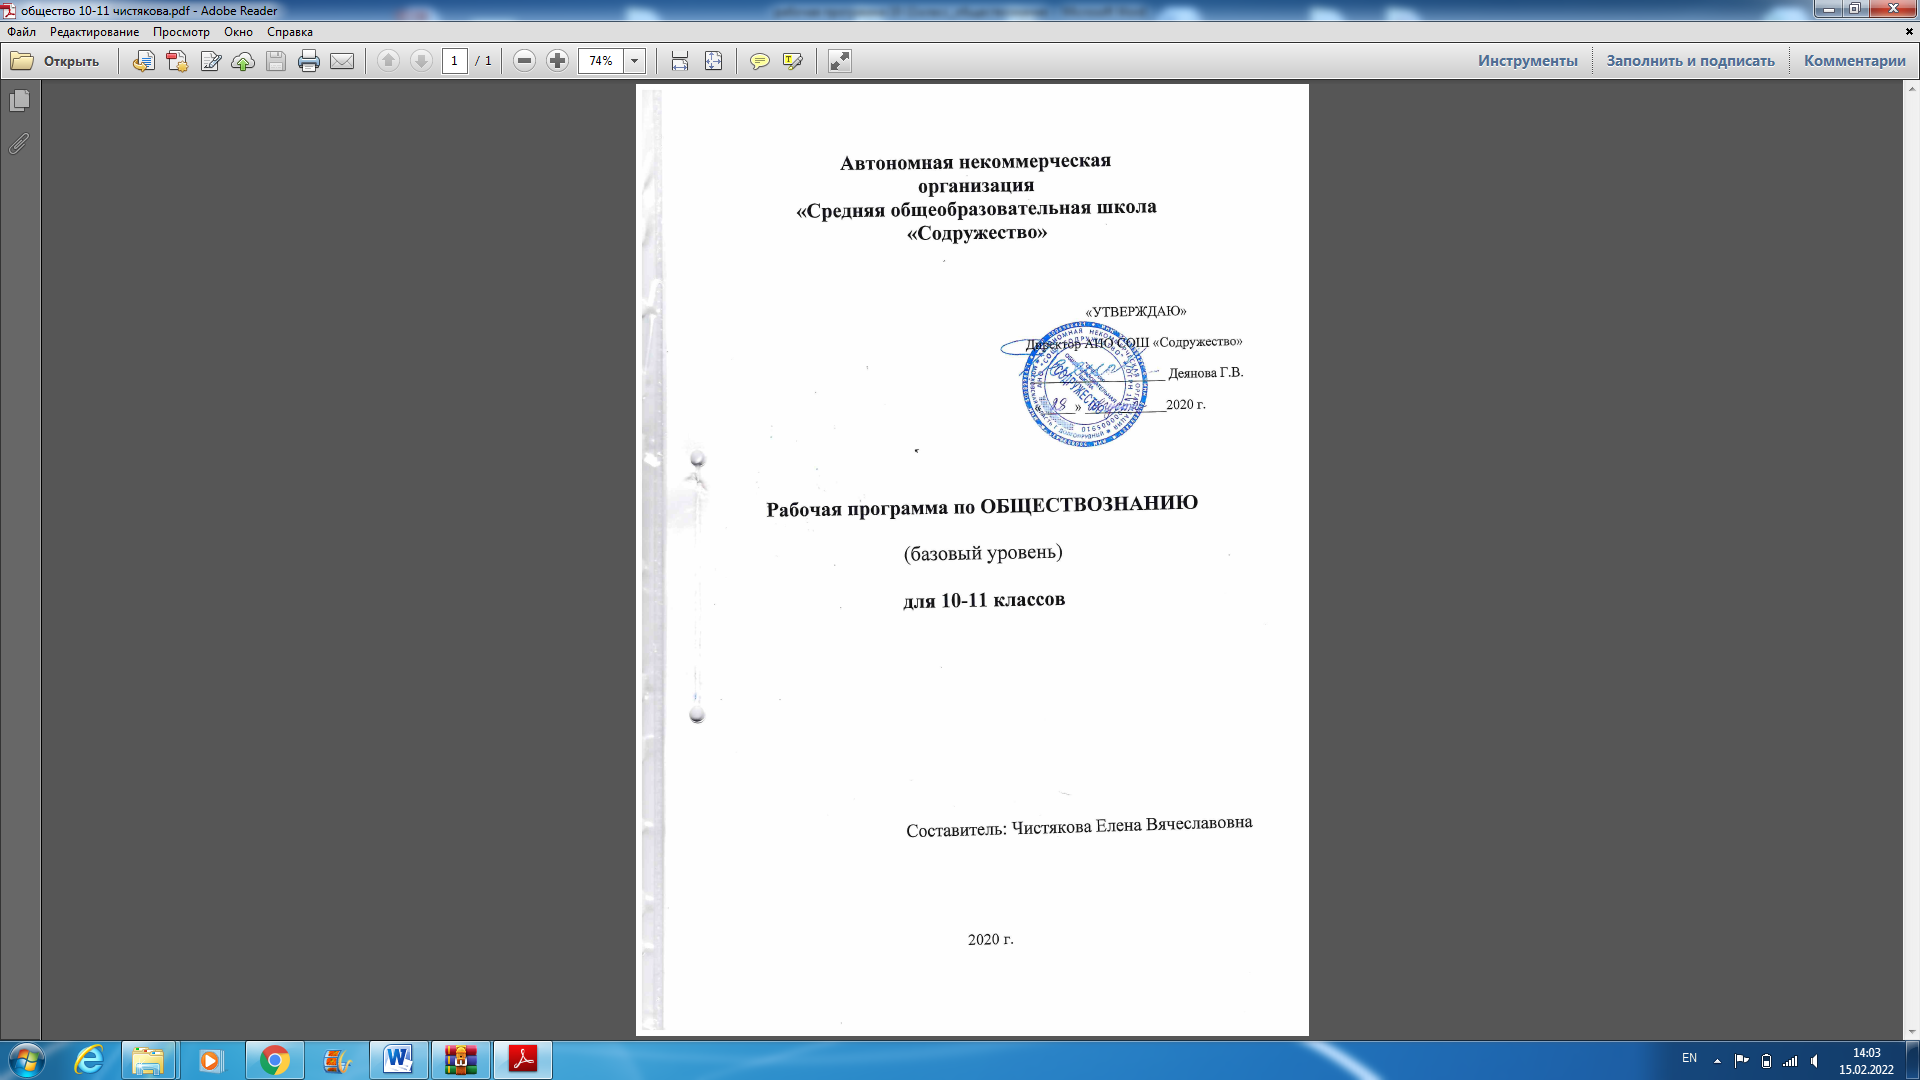 общество 10-11 чистякова.pdf - Adobe Reader
Файл Редактирование Просмотр Окно Справка
Открыть 1 / 1 74% Инструменты Заполнить и подписать Комментарии
Автономная некоммерческая
организация
«Средняя общеобразовательная школа
«Содружество»
«УТВЕРЖДАЮ»
Директор АНО СОШ «Содружество»
Деянова Г.В.
«28» 2020 г.
Рабочая программа по ОБЩЕСТВОЗНАНИЮ
(базовый уровень)
для 10-11 классов
Составитель: Чистякова Елена Вячеславовна
2020 г.
EN
14:03
15.02.2022